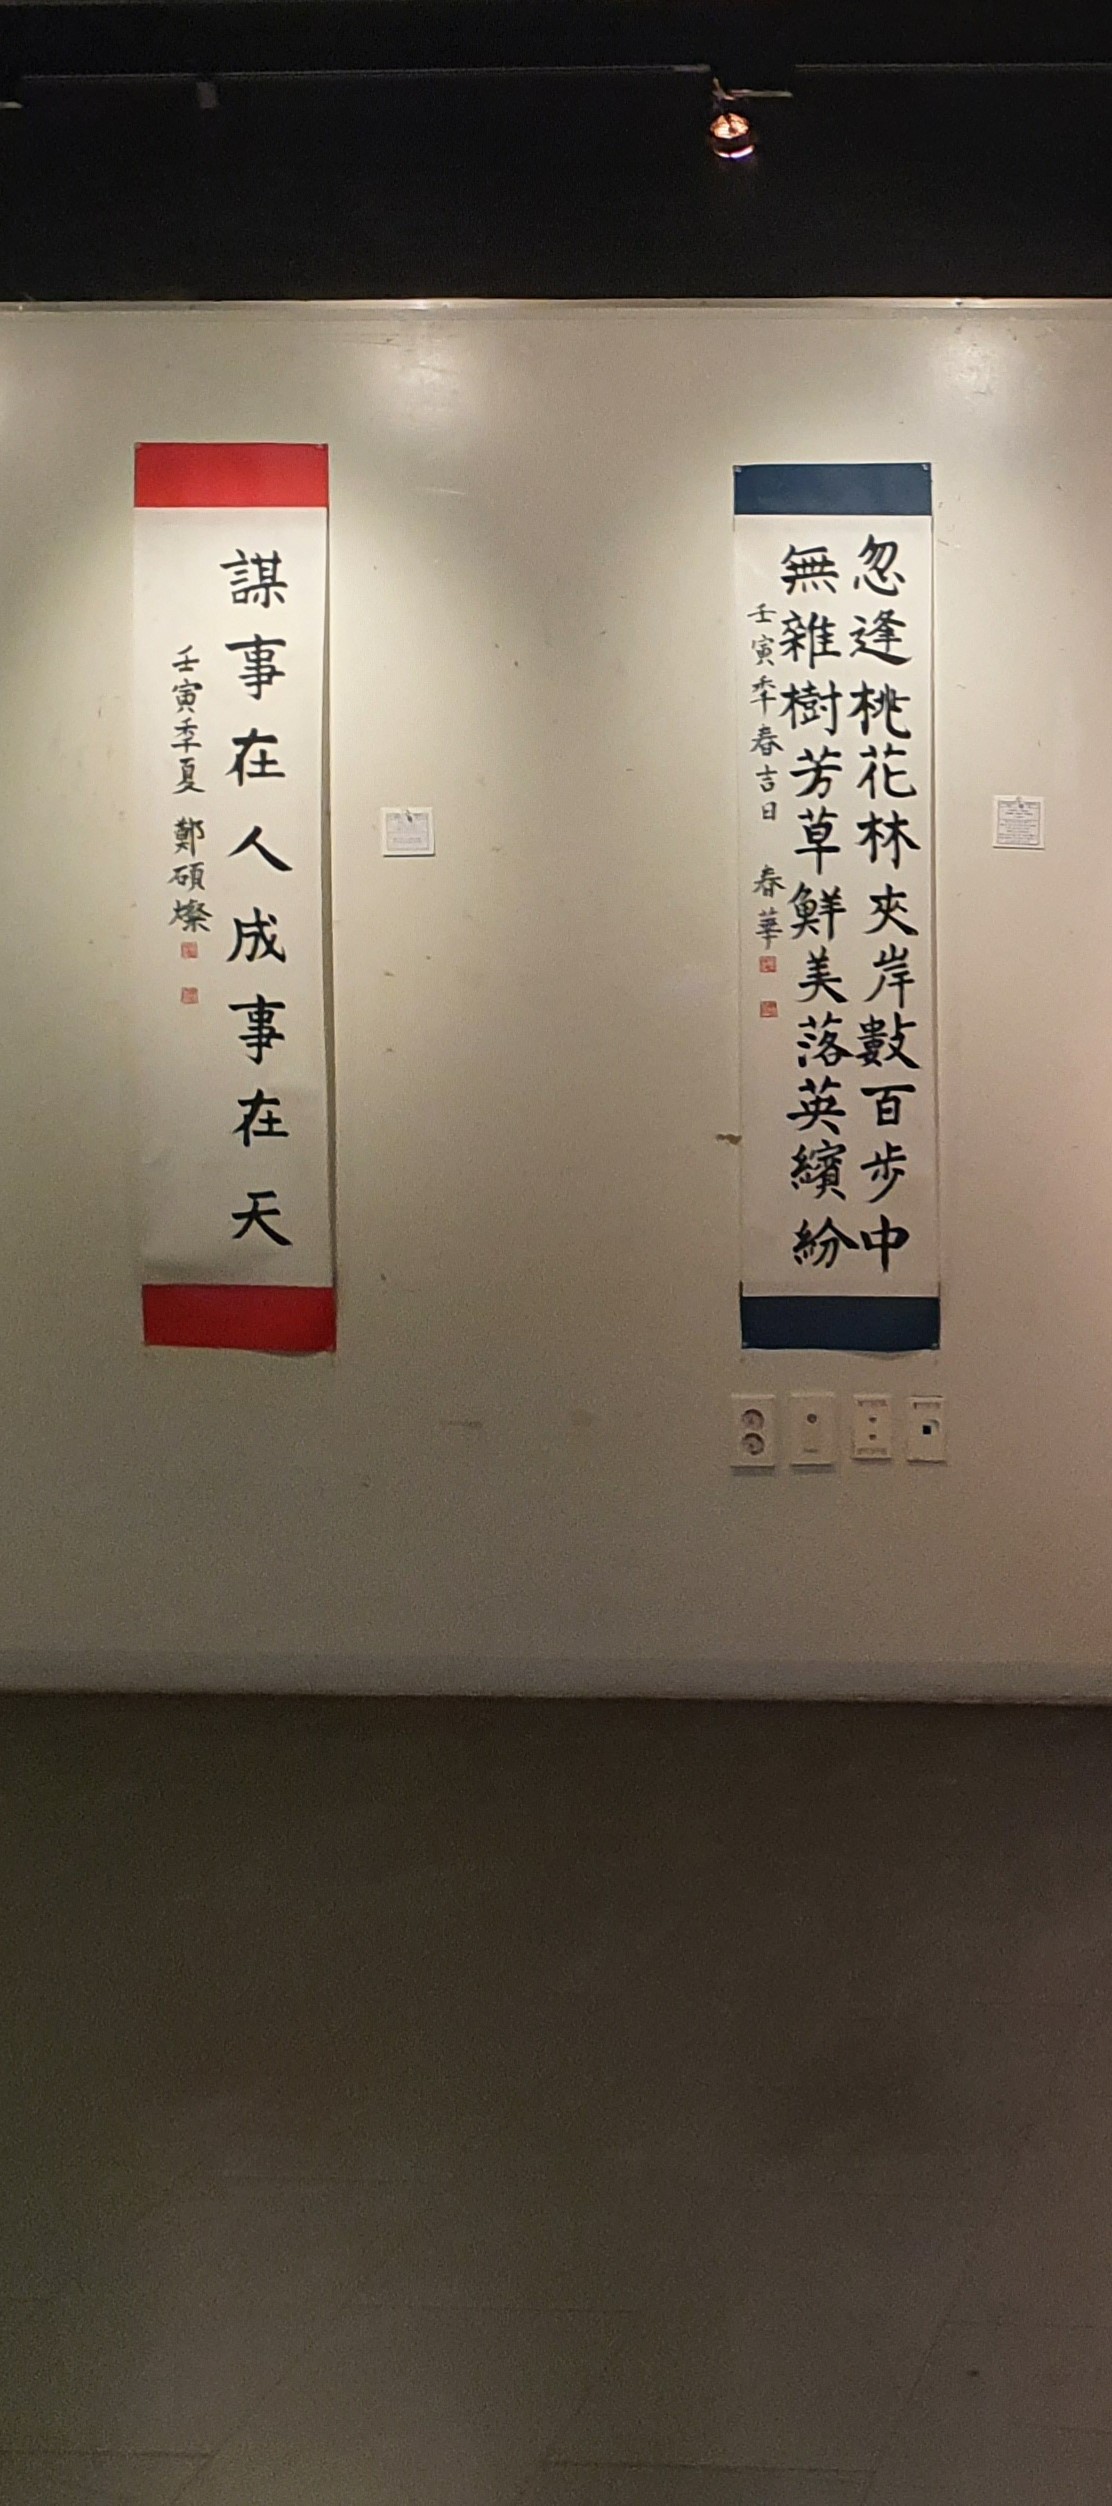 忽逢桃花林夾岸數百步中
無雜樹芳草鮮美落英繽紛
壬寅季春吉日 春華
謀事在人成事在天
壬寅季夏 鄭碩燦